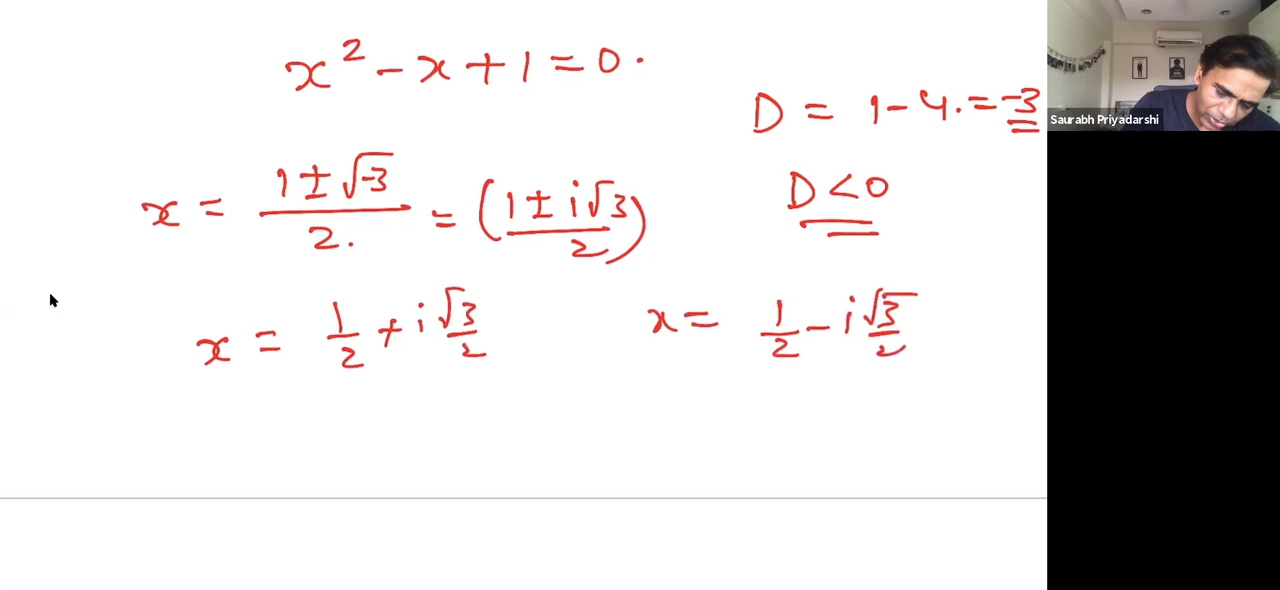 x² - x + 1 = 0.
D = 1 - 4. = -3
x = (1 ± √-3)/2. = ((1 ± i√3)/2)
D < 0
x = 1/2 + i√3/2
x = 1/2 - i√3/2
Saurabh Priyadarshi